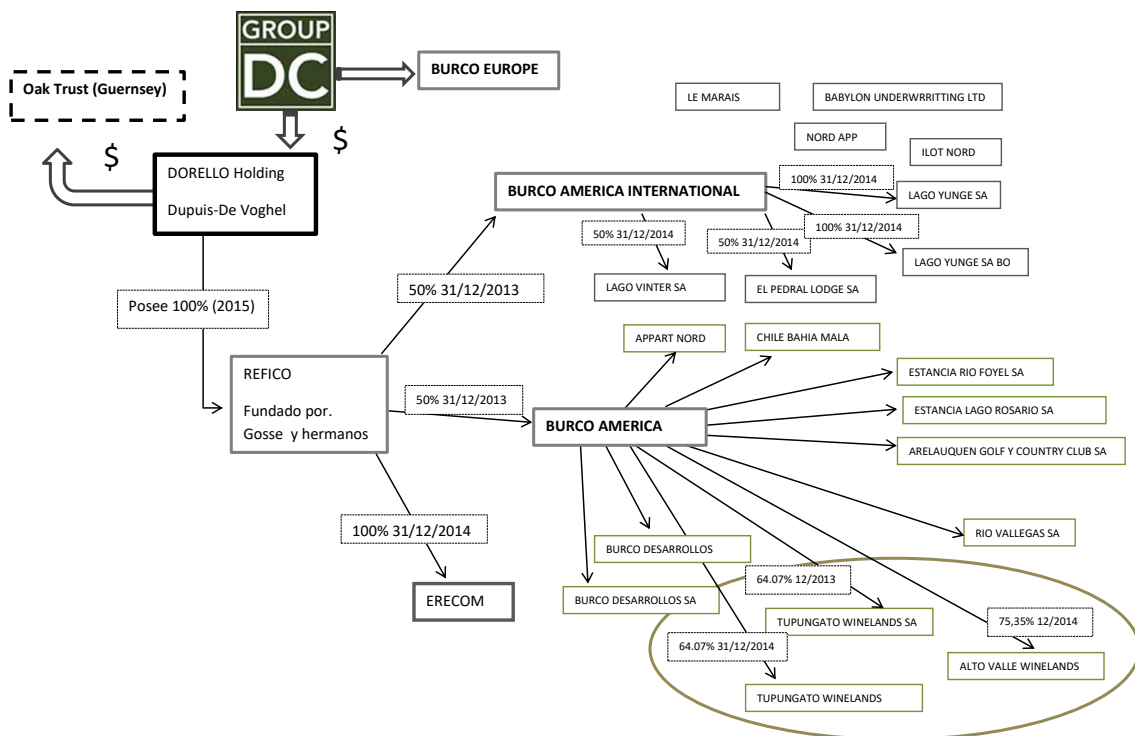 GROUP
DC
BURCO EUROPE
Oak Trust (Guernsey)
$
$
DORELLO Holding
Dupuis-De Voghel
LE MARAIS
BABYLON UNDERWRRITTING LTD
NORD APP
ILOT NORD
BURCO AMERICA INTERNATIONAL
100% 31/12/2014
LAGO YUNGE SA
50% 31/12/2014
50% 31/12/2014
100% 31/12/2014
LAGO YUNGE SA BO
LAGO VINTER SA
EL PEDRAL LODGE SA
Posee 100% (2015)
50% 31/12/2013
APPART NORD
CHILE BAHIA MALA
REFICO
Fundado por.
Gosse y hermanos
50% 31/12/2013
BURCO AMERICA
ESTANCIA RIO FOYEL SA
ESTANCIA LAGO ROSARIO SA
ARELAUQUEN GOLF Y COUNTRY CLUB SA
100% 31/12/2014
RIO VALLEGAS SA
ERECOM
BURCO DESARROLLOS
BURCO DESARROLLOS SA
64.07% 12/2013
TUPUNGATO WINELANDS SA
75,35% 12/2014
64.07% 31/12/2014
ALTO VALLE WINELANDS
TUPUNGATO WINELANDS